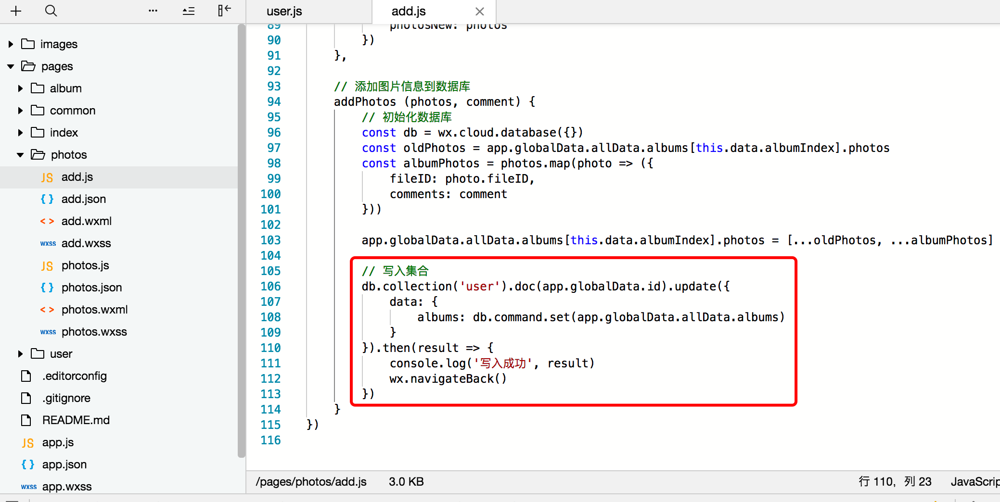 user.js
add.js
images
pages
album
common
index
photos
JS add.js
{ } add.json
< > add.wxml
wxss add.wxss
JS photos.js
{ } photos.json
< > photos.wxml
wxss photos.wxss
user
.editorconfig
.gitignore
README.md
JS app.js
{ } app.json
wxss app.wxss
89 photosNew: photos
90 })
91 },
92
93 // 添加图片信息到数据库
94 addPhotos (photos, comment) {
95 // 初始化数据库
96 const db = wx.cloud.database({})
97 const oldPhotos = app.globalData.allData.albums[this.data.albumIndex].photos
98 const albumPhotos = photos.map(photo => ({
99 fileID: photo.fileID,
100 comments: comment
101 }))
102
103 app.globalData.allData.albums[this.data.albumIndex].photos = [...oldPhotos, ...albumPhotos]
104
105 // 写入集合
106 db.collection('user').doc(app.globalData.id).update({
107 data: {
108 albums: db.command.set(app.globalData.allData.albums)
109 }
110 }).then(result => {
111 console.log('写入成功', result)
112 wx.navigateBack()
113 })
114 }
115 })
116
/pages/photos/add.js 3.0 KB 行 110, 列 23 JavaScrip